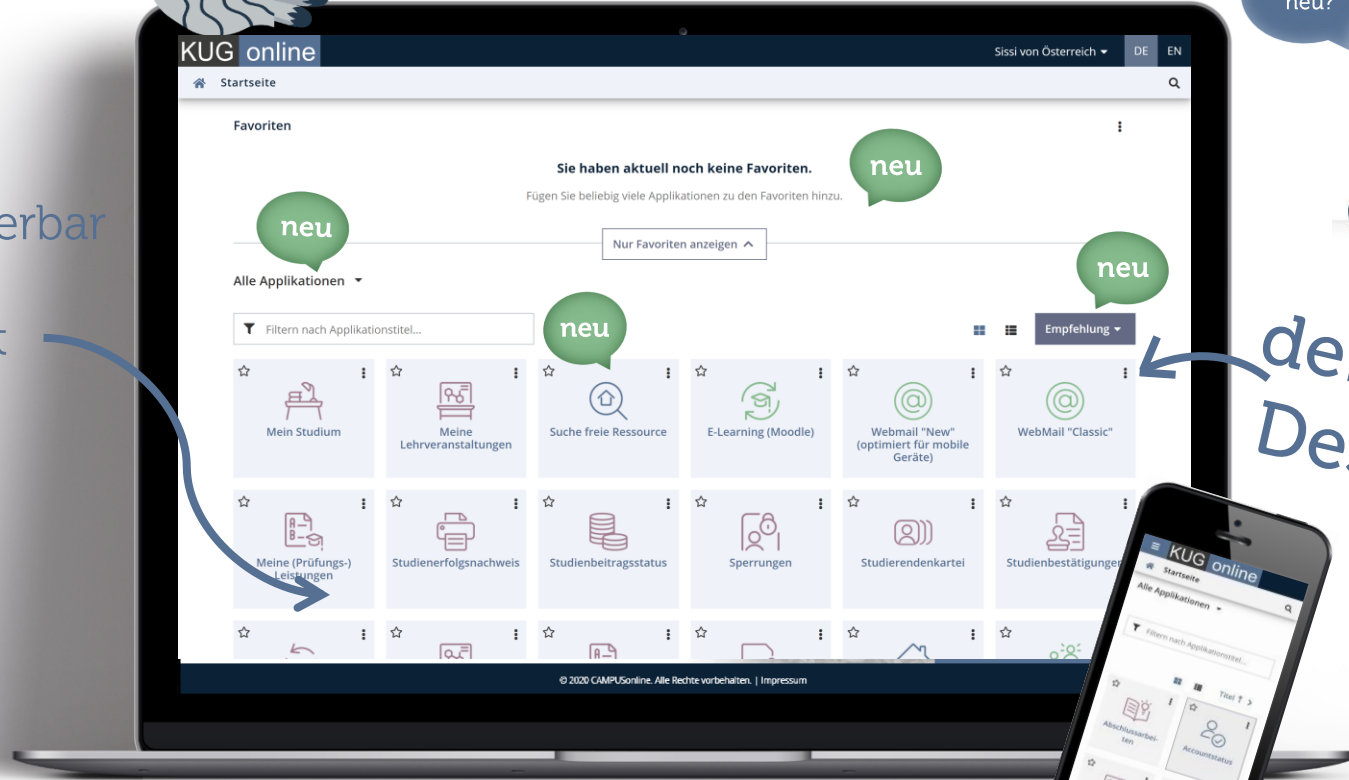 neu?
KUG online
Sissi von Österreich
DE
EN
Startseite
Favoriten
Sie haben aktuell noch keine Favoriten.
neu
Fügen Sie beliebig viele Applikationen zu den Favoriten hinzu.
neu
Nur Favoriten anzeigen
neu
Alle Applikationen
Filtern nach Applikationstitel...
neu
Empfehlung
Mein Studium
Meine
Lehrveranstaltungen
Suche freie Ressource
E-Learning (Moodle)
Webmail "New"
(optimiert für mobile
Geräte)
WebMail "Classic"
Meine (Prüfungs-)
Leistungen
Studienerfolgsnachweis
Studienbeitragsstatus
Sperrungen
Studierendenkartei
Studienbestätigungen
© 2020 CAMPUSonline. Alle Rechte vorbehalten. | Impressum
KUG online
Startseite
Alle Applikationen
Filtern nach Applikationstitel...
Titel
Abschlussarbei-
ten
Accountstatus